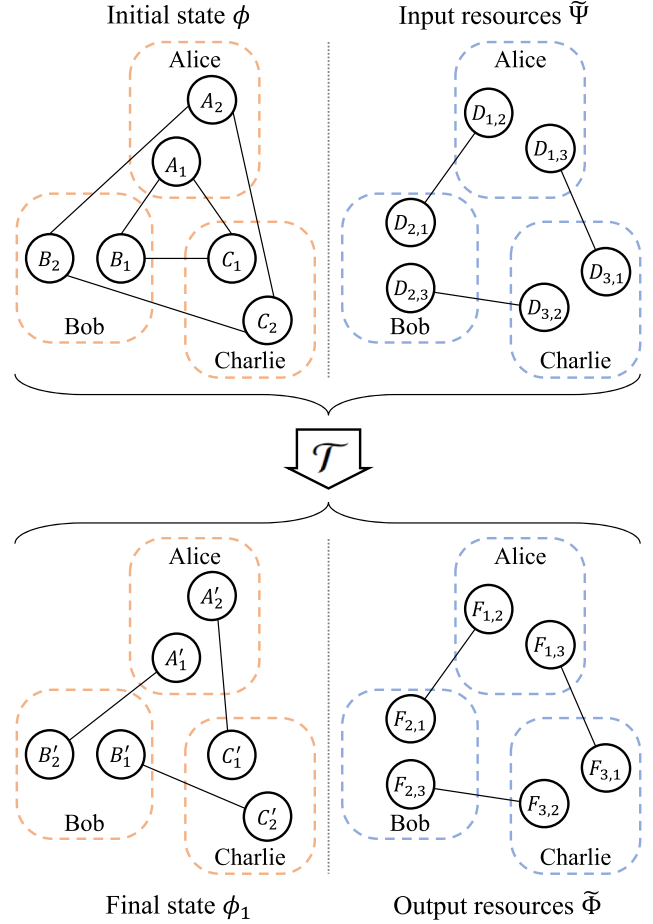 Initial state ϕ
Input resources Ψ̃
Alice
A₂
A₁
B₂
B₁
C₁
C₂
Bob
Charlie
Alice
D₁,₂
D₁,₃
D₂,₁
D₂,₃
D₃,₁
D₃,₂
Bob
Charlie
𝒯
Alice
A′₂
A′₁
B′₂
B′₁
C′₁
C′₂
Bob
Charlie
Alice
F₁,₂
F₁,₃
F₂,₁
F₂,₃
F₃,₁
F₃,₂
Bob
Charlie
Final state ϕ₁
Output resources Φ̃